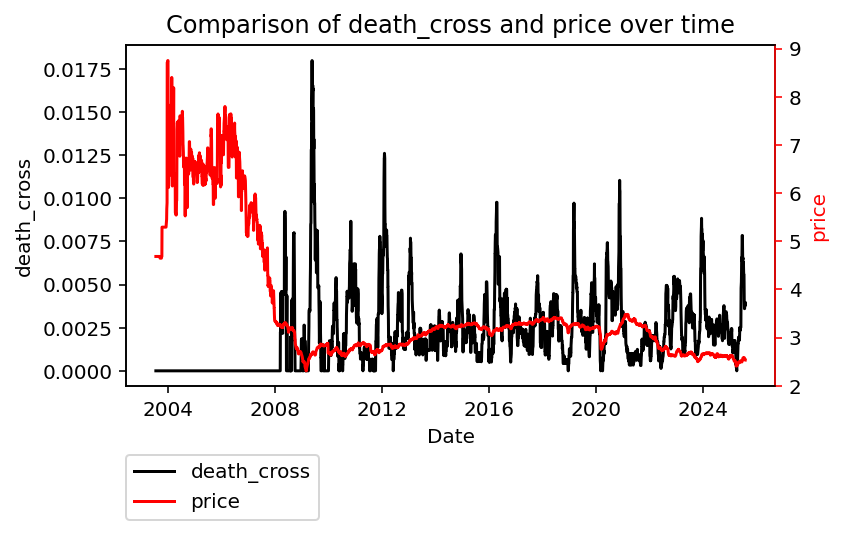 Comparison of death_cross and price over time
death_cross
0.0175
0.0150
0.0125
0.0100
0.0075
0.0050
0.0025
0.0000
9
8
7
6
5
4
3
2
price
2004 2008 2012 2016 2020 2024
Date
death_cross
price